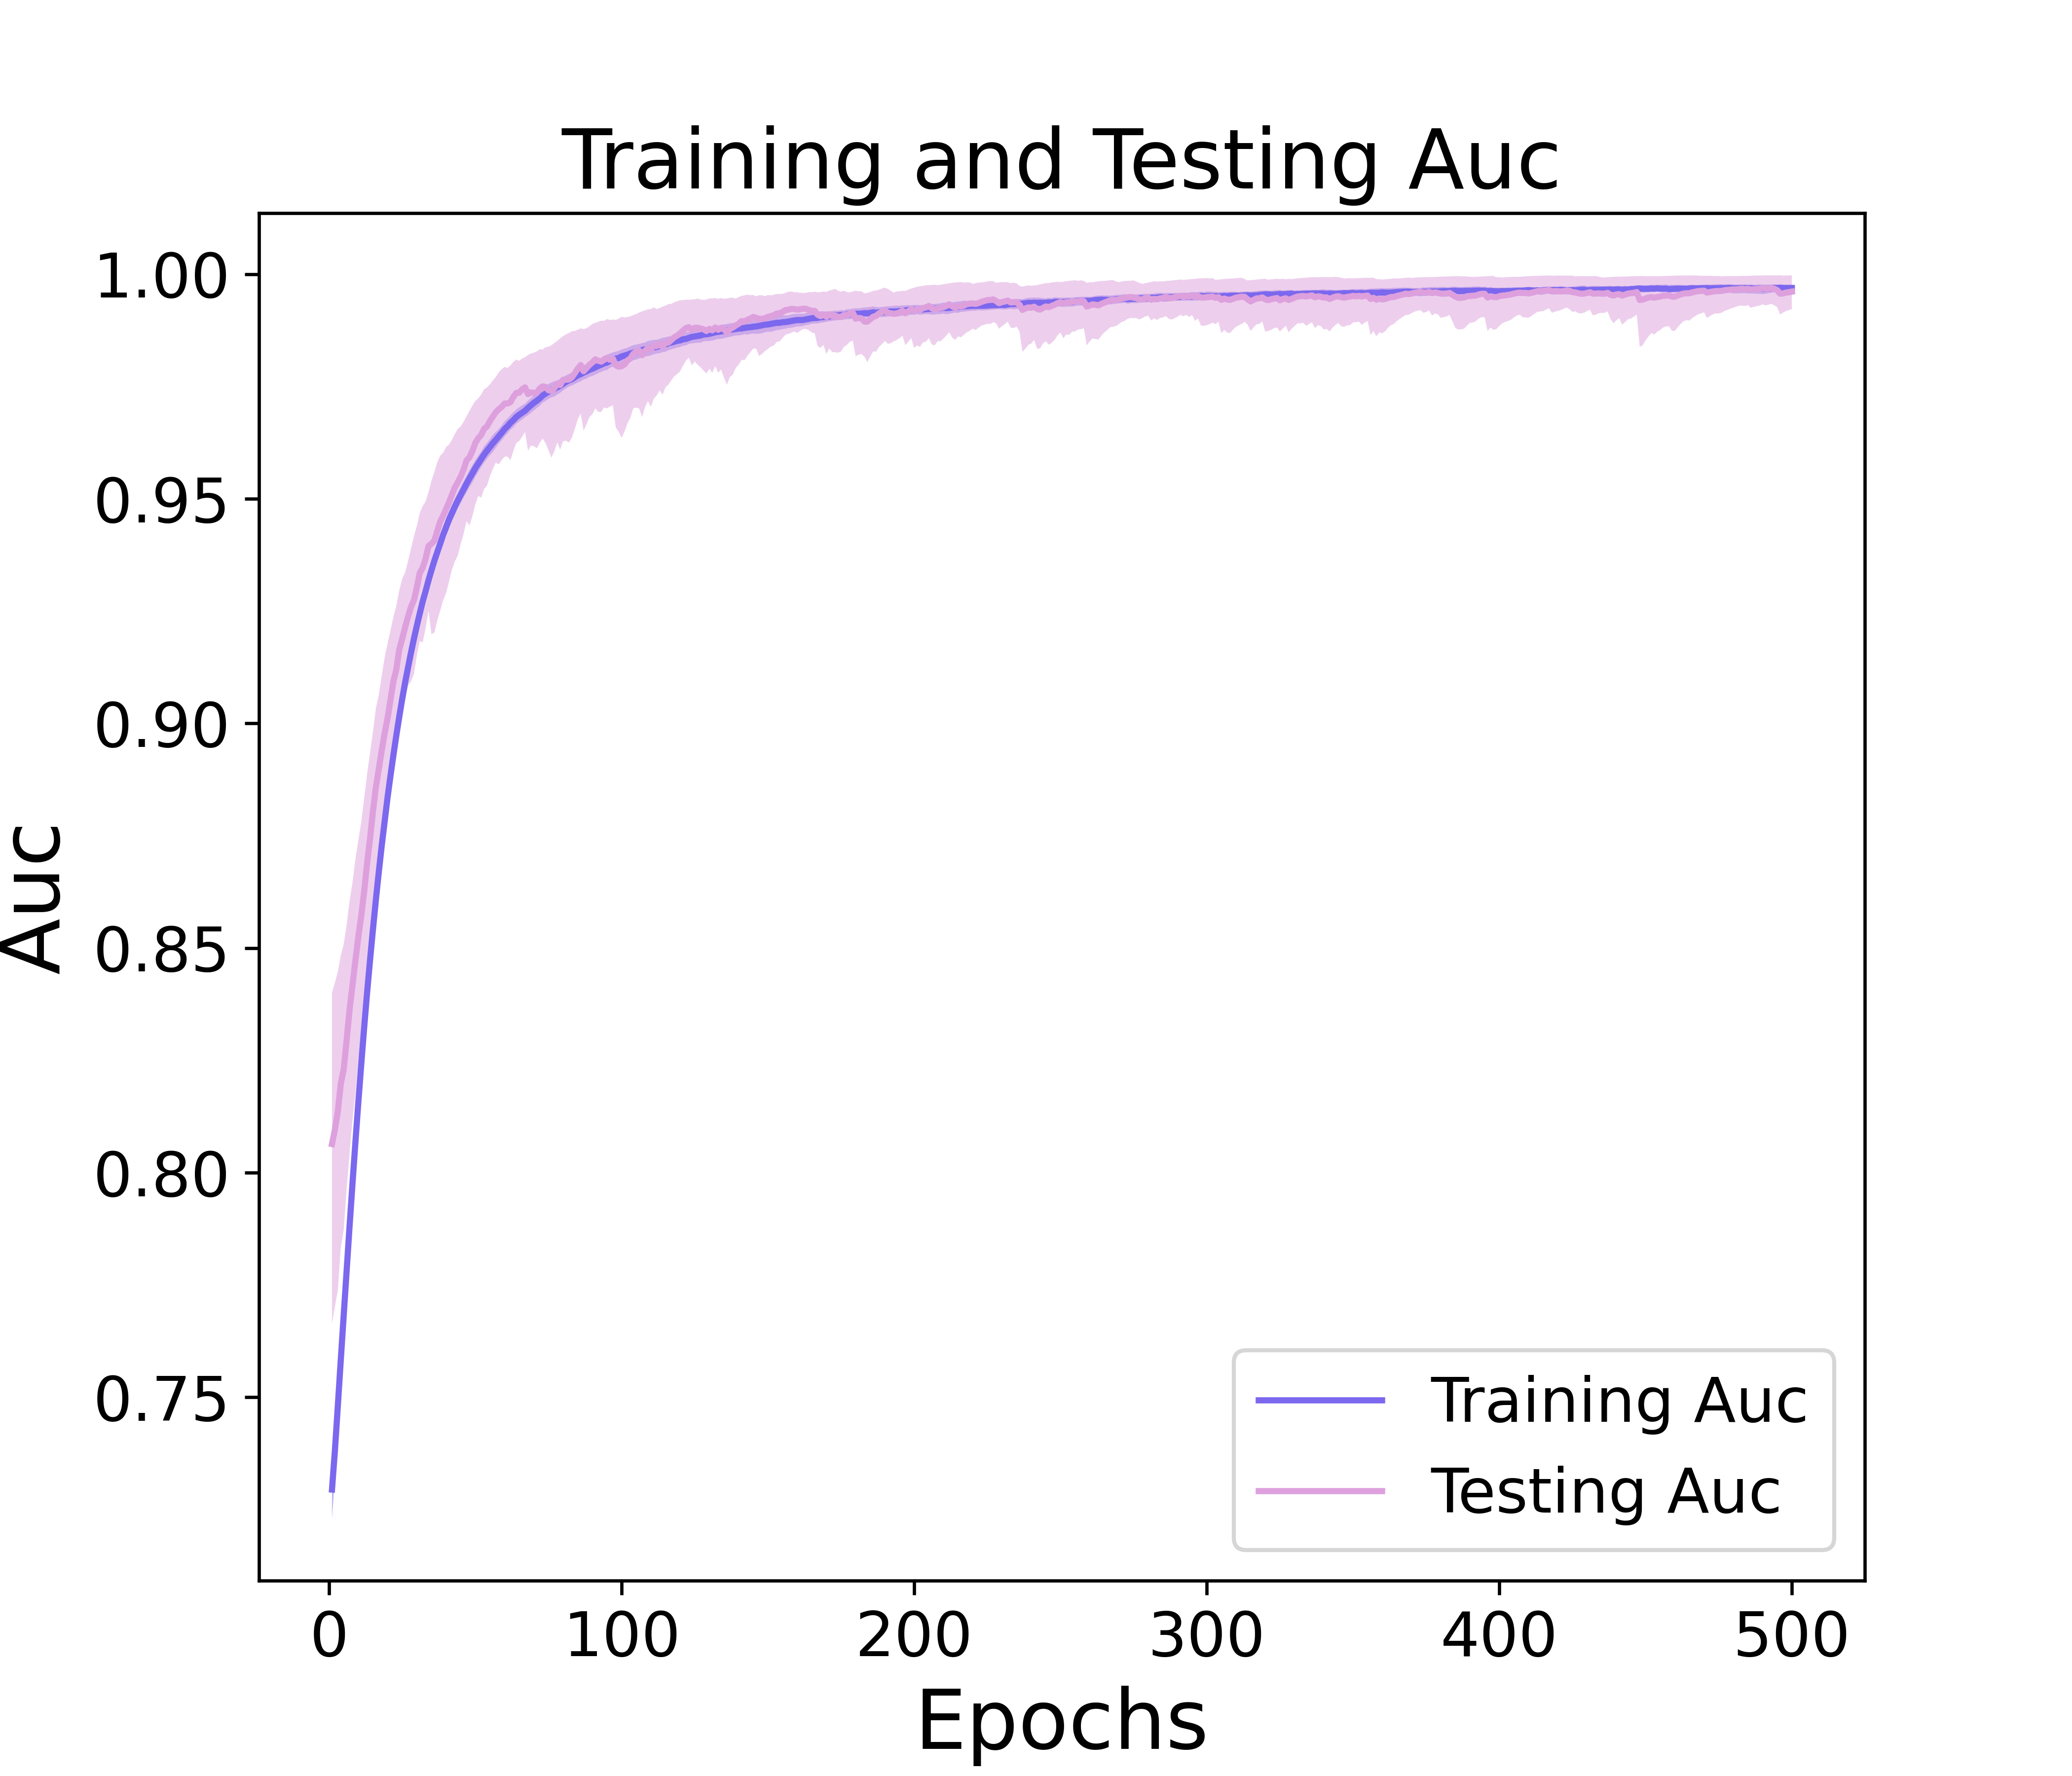 Training and Testing Auc
1.00
0.95
0.90
0.85
0.80
0.75
Auc
Training Auc
Testing Auc
0 100 200 300 400 500
Epochs